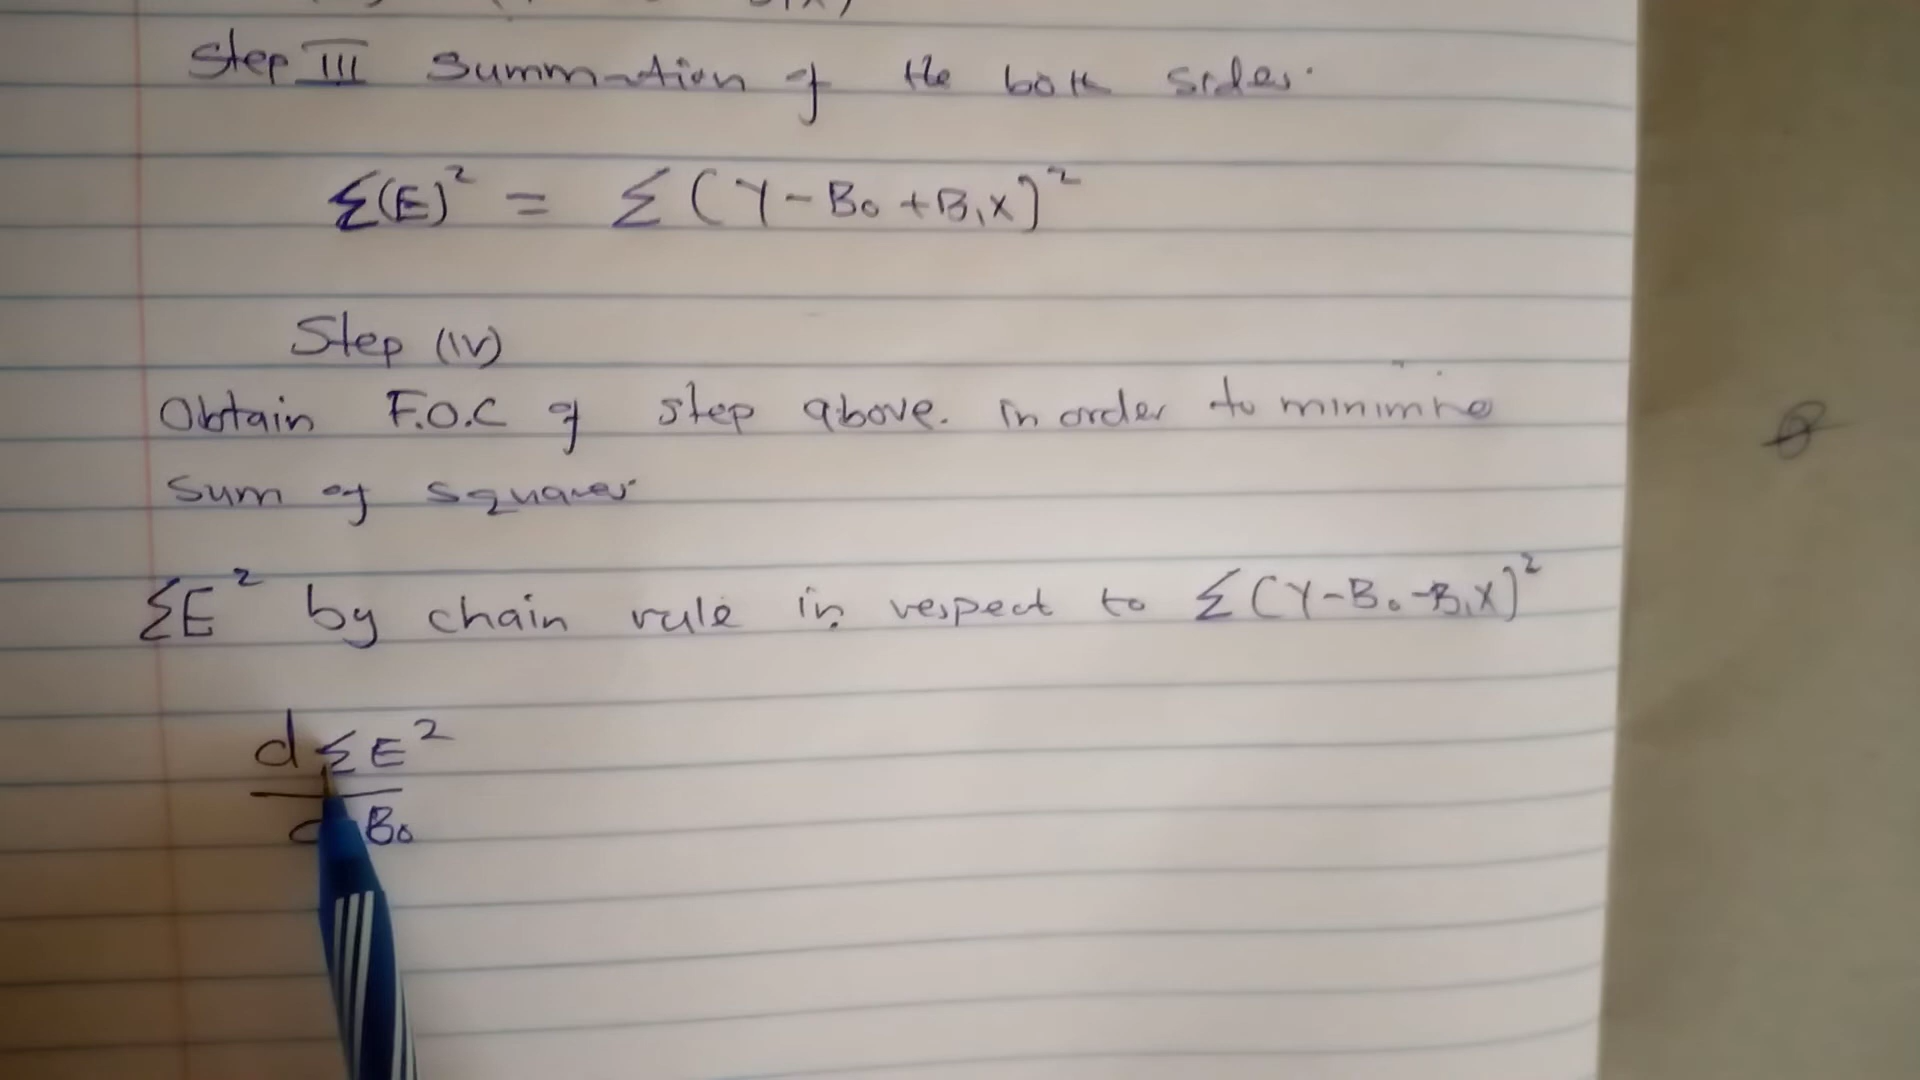 Step III Summation of the both sides.
Σ(E)² = Σ(Y-B₀+B₁X)²
Step (IV)
Obtain F.O.C of step above. in order to minimize
sum of squares
ΣE² by chain rule in respect to Σ(Y-B₀-B₁X)²
dΣE²
d B₀